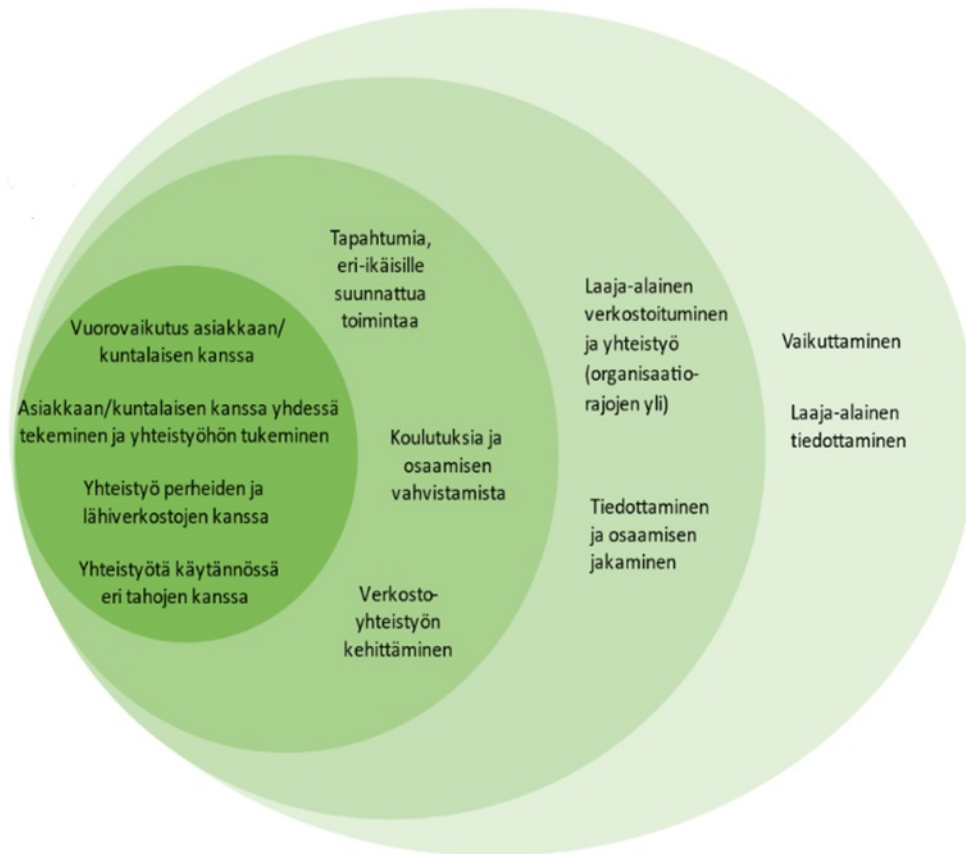 Vuorovaikutus asiakkaan/
kuntalaisen kanssa
Asiakkaan/kuntalaisen kanssa yhdessä
tekeminen ja yhteistyöhön tukeminen
Yhteistyö perheiden ja
lähiverkostojen kanssa
Yhteistyötä käytännössä
eri tahojen kanssa
Tapahtumia,
eri-ikäisille
suunnattua
toimintaa
Koulutuksia ja
osaamisen
vahvistamista
Verkosto-
yhteistyön
kehittäminen
Laaja-alainen
verkostoituminen
ja yhteistyö
(organisaatio-
rajojen yli)
Tiedottaminen
ja osaamisen
jakaminen
Vaikuttaminen
Laaja-alainen
tiedottaminen